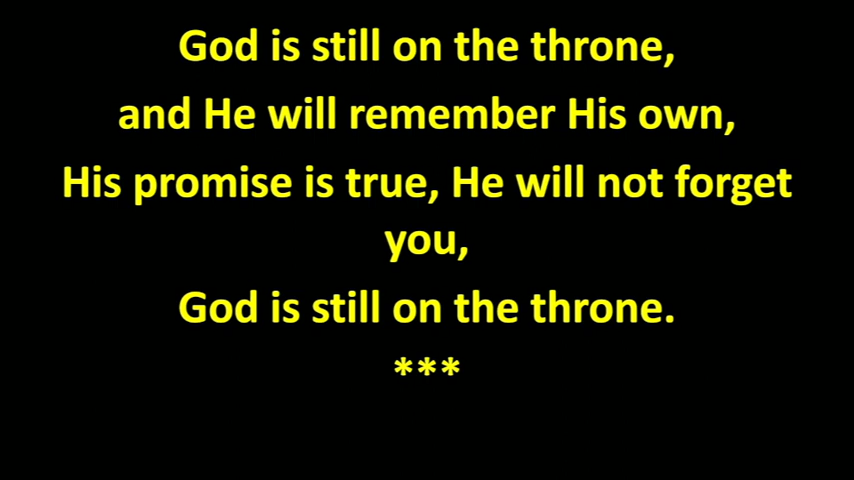 God is still on the throne,
and He will remember His own,
His promise is true, He will not forget
you,
God is still on the throne.
***